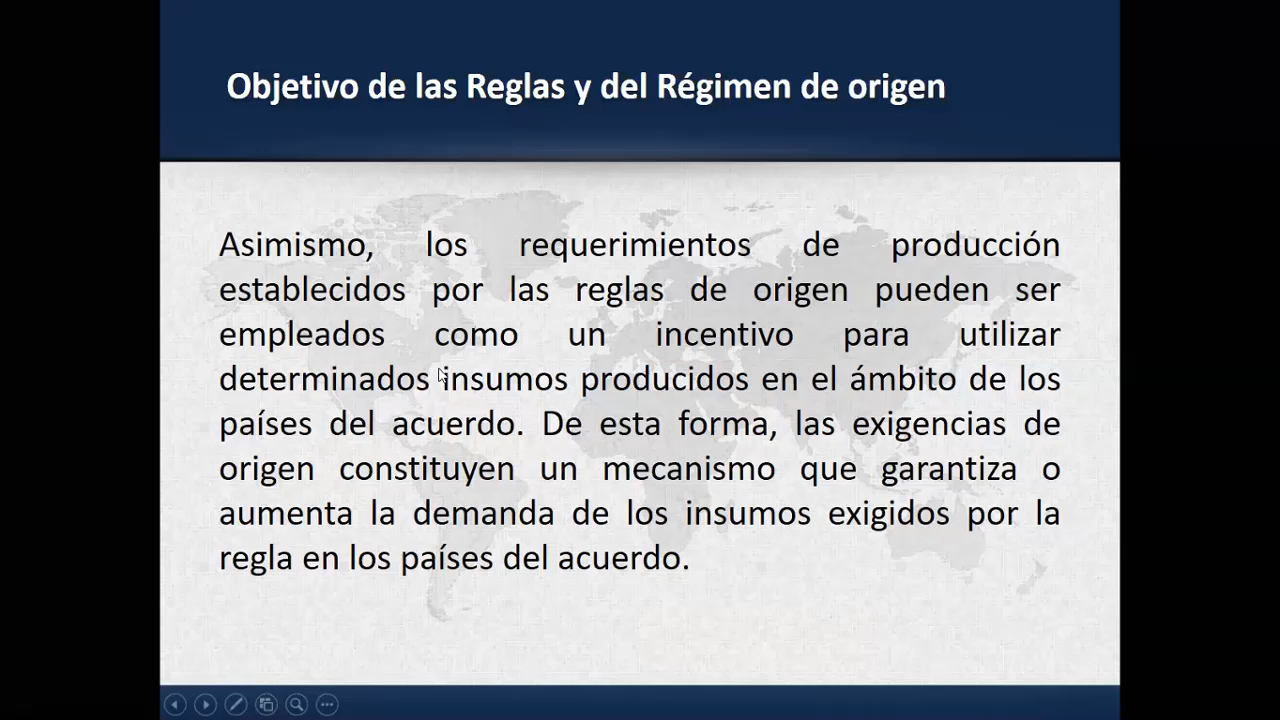 Objetivo de las Reglas y del Régimen de origen
Asimismo, los requerimientos de producción
establecidos por las reglas de origen pueden ser
empleados como un incentivo para utilizar
determinados insumos producidos en el ámbito de los
países del acuerdo. De esta forma, las exigencias de
origen constituyen un mecanismo que garantiza o
aumenta la demanda de los insumos exigidos por la
regla en los países del acuerdo.